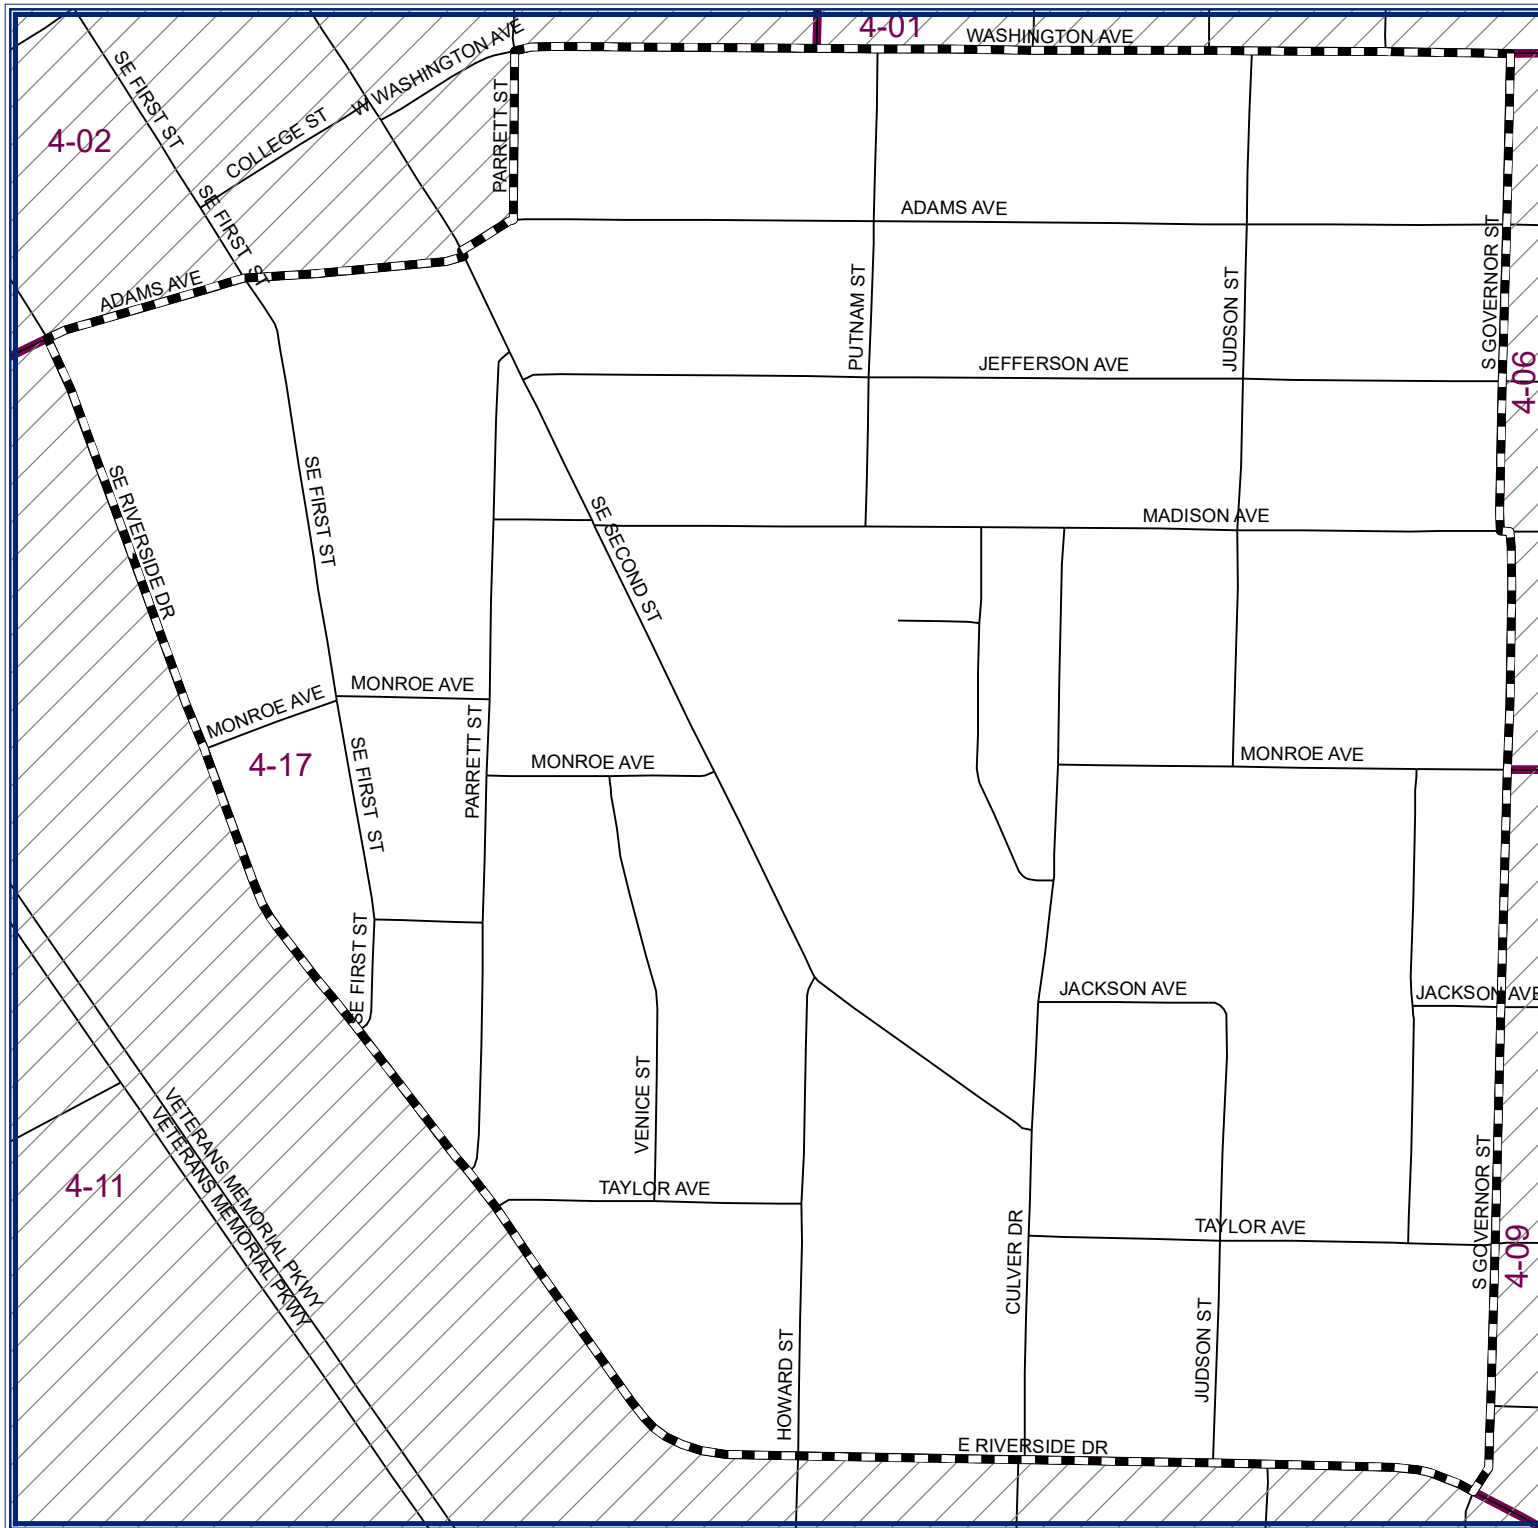 4-01
WASHINGTON AVE
W WASHINGTON AVE
SE FIRST ST
COLLEGE ST
PARRETT ST
4-02
SE FIRST ST
ADAMS AVE
ADAMS AVE
PUTNAM ST
JUDSON ST
S GOVERNOR ST
JEFFERSON AVE
4-06
SE RIVERSIDE DR
SE FIRST ST
SE SECOND ST
MADISON AVE
MONROE AVE
MONROE AVE
4-17
SE FIRST ST
PARRETT ST
MONROE AVE
MONROE AVE
SE FIRST ST
JACKSON AVE
JACKSON AVE
VENICE ST
VETERANS MEMORIAL PKWY
VETERANS MEMORIAL PKWY
4-11
TAYLOR AVE
TAYLOR AVE
S GOVERNOR ST
4-09
CULVER DR
HOWARD ST
JUDSON ST
E RIVERSIDE DR